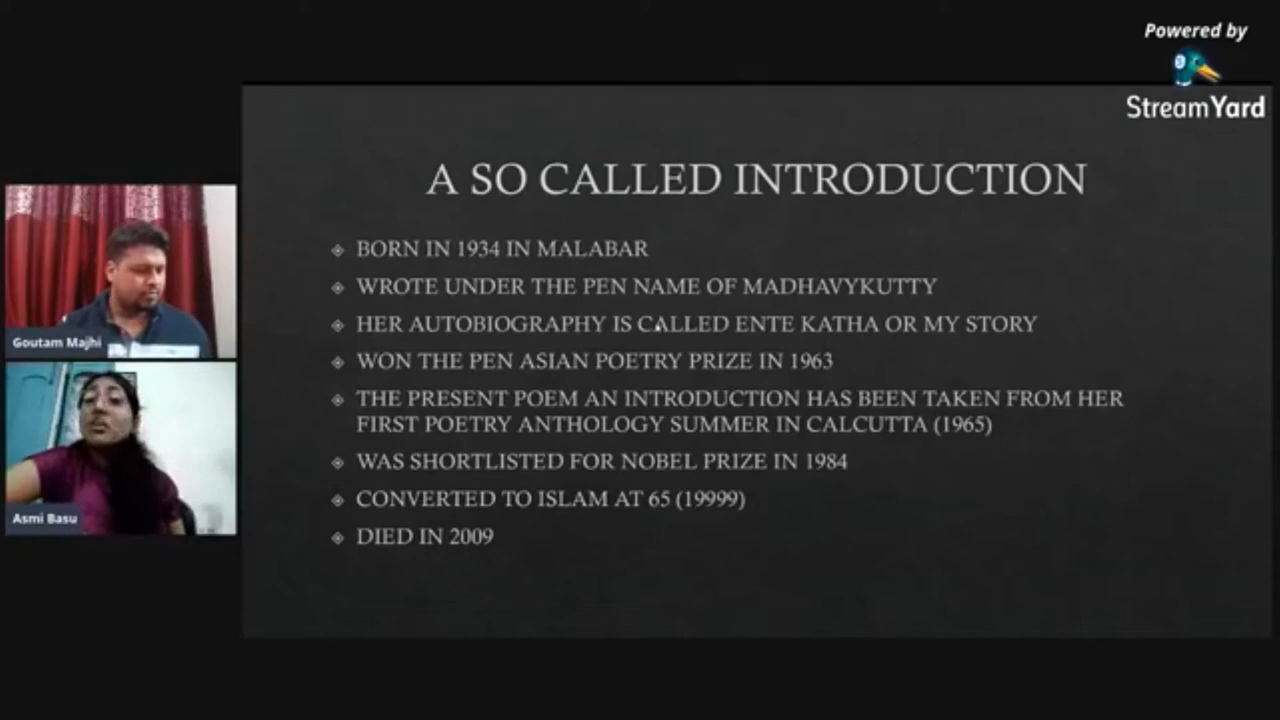 Powered by
StreamYard
A SO CALLED INTRODUCTION
BORN IN 1934 IN MALABAR
WROTE UNDER THE PEN NAME OF MADHAVYKUTTY
HER AUTOBIOGRAPHY IS CALLED ENTE KATHA OR MY STORY
WON THE PEN ASIAN POETRY PRIZE IN 1963
THE PRESENT POEM AN INTRODUCTION HAS BEEN TAKEN FROM HER
FIRST POETRY ANTHOLOGY SUMMER IN CALCUTTA (1965)
WAS SHORTLISTED FOR NOBEL PRIZE IN 1984
CONVERTED TO ISLAM AT 65 (19999)
DIED IN 2009
Goutam Majhi
Asmi Basu